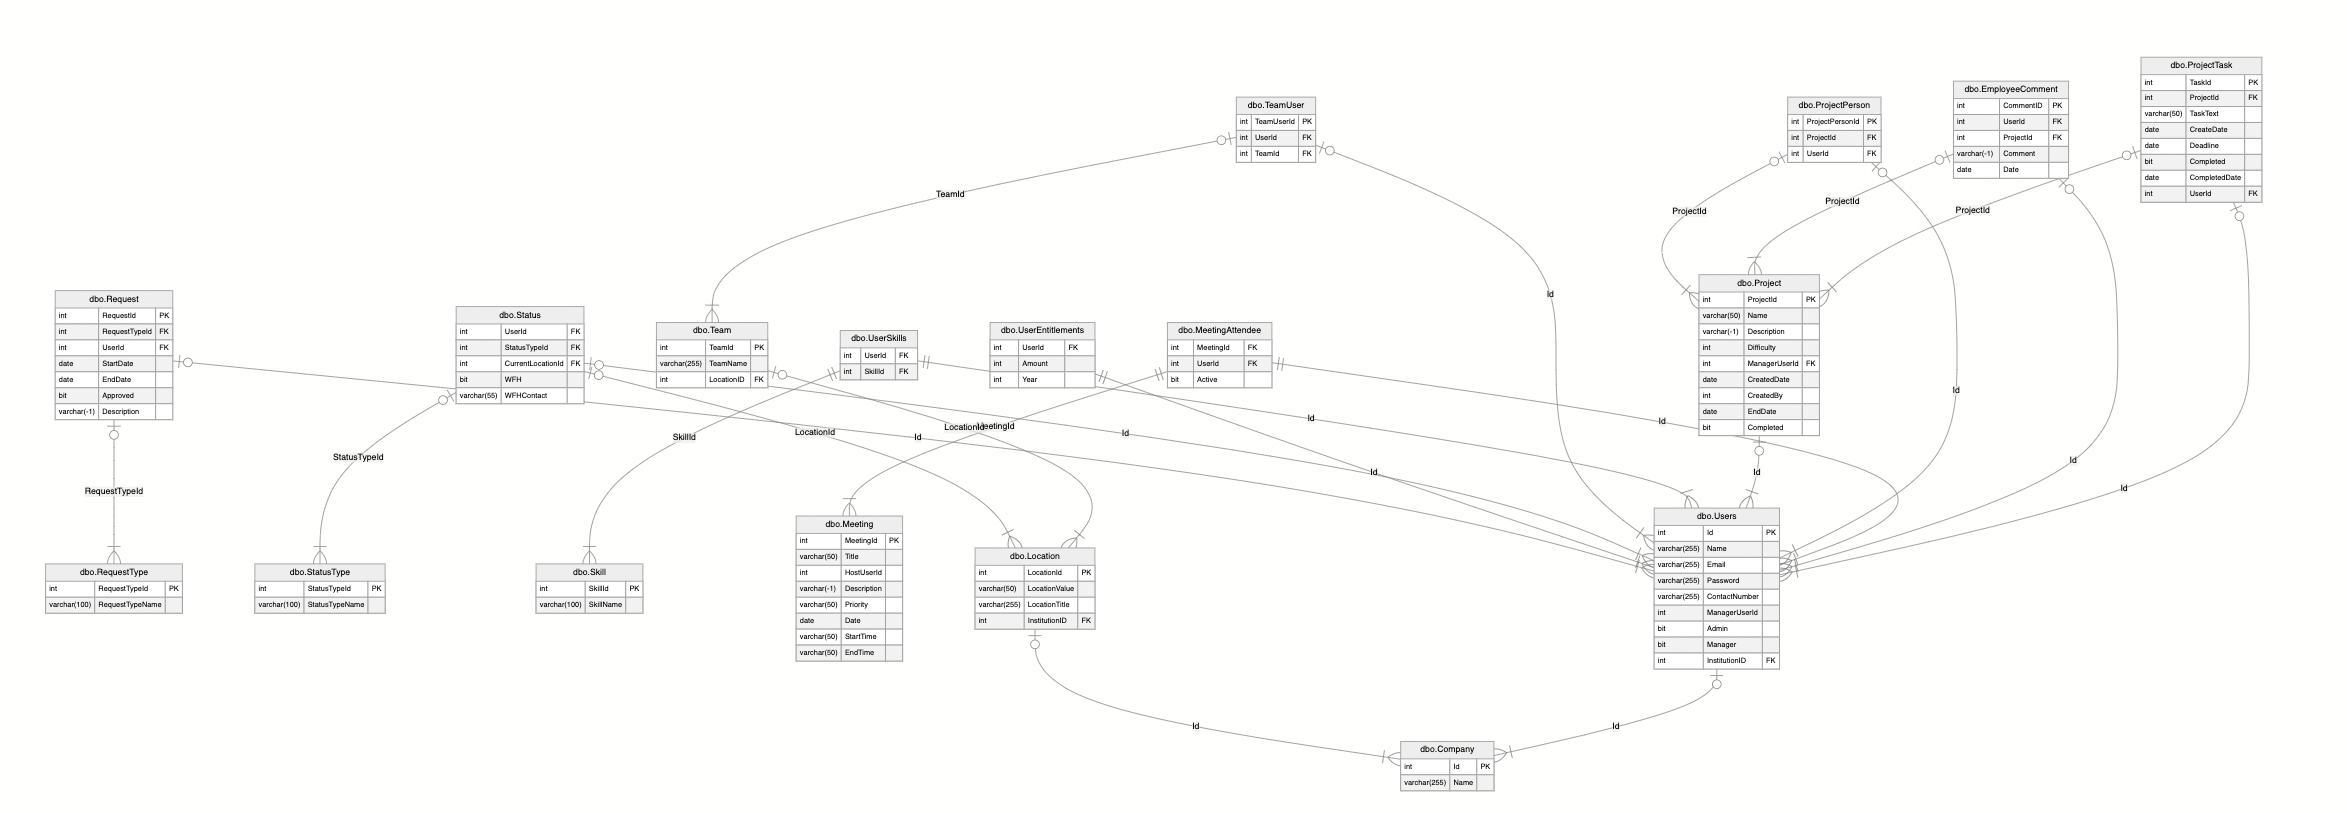 dbo.ProjectTask
int TaskId PK
int ProjectId FK
varchar(50) TaskText
date CreateDate
date Deadline
bit Completed
date CompletedDate
int UserId FK
dbo.EmployeeComment
int CommentID PK
int UserId FK
int ProjectId FK
varchar(-1) Comment
date Date
dbo.TeamUser
int TeamUserId PK
int UserId FK
int TeamId FK
dbo.ProjectPerson
int ProjectPersonId PK
int ProjectId FK
int UserId FK
TeamId
ProjectId
ProjectId
ProjectId
Id
dbo.Project
int ProjectId PK
varchar(50) Name
varchar(-1) Description
int Difficulty
int ManagerUserId FK
date CreatedDate
int CreatedBy
date EndDate
bit Completed
dbo.Request
int RequestId PK
int RequestTypeId FK
int UserId FK
date StartDate
date EndDate
bit Approved
varchar(-1) Description
dbo.Status
int UserId FK
int StatusTypeId FK
int CurrentLocationId FK
bit WFH
varchar(55) WFHContact
dbo.Team
int TeamId PK
varchar(255) TeamName
int LocationID FK
dbo.UserSkills
int UserId FK
int SkillId FK
dbo.UserEntitlements
int UserId FK
int Amount
int Year
dbo.MeetingAttendee
int MeetingId FK
int UserId FK
bit Active
Id
Id
Id
LocationId
MeetingId
LocationId
Id
Id
SkillId
StatusTypeId
Id
Id
Id
Id
RequestTypeId
dbo.Users
int Id PK
varchar(255) Name
varchar(255) Email
varchar(255) Password
varchar(255) ContactNumber
int ManagerUserId
bit Admin
bit Manager
int InstitutionID FK
dbo.Meeting
int MeetingId PK
varchar(50) Title
int HostUserId
varchar(-1) Description
varchar(50) Priority
date Date
varchar(50) StartTime
varchar(50) EndTime
dbo.Location
int LocationId PK
varchar(50) LocationValue
varchar(255) LocationTitle
int InstitutionID FK
dbo.RequestType
int RequestTypeId PK
varchar(100) RequestTypeName
dbo.StatusType
int StatusTypeId PK
varchar(100) StatusTypeName
dbo.Skill
int SkillId PK
varchar(100) SkillName
Id
Id
dbo.Company
int Id PK
varchar(255) Name